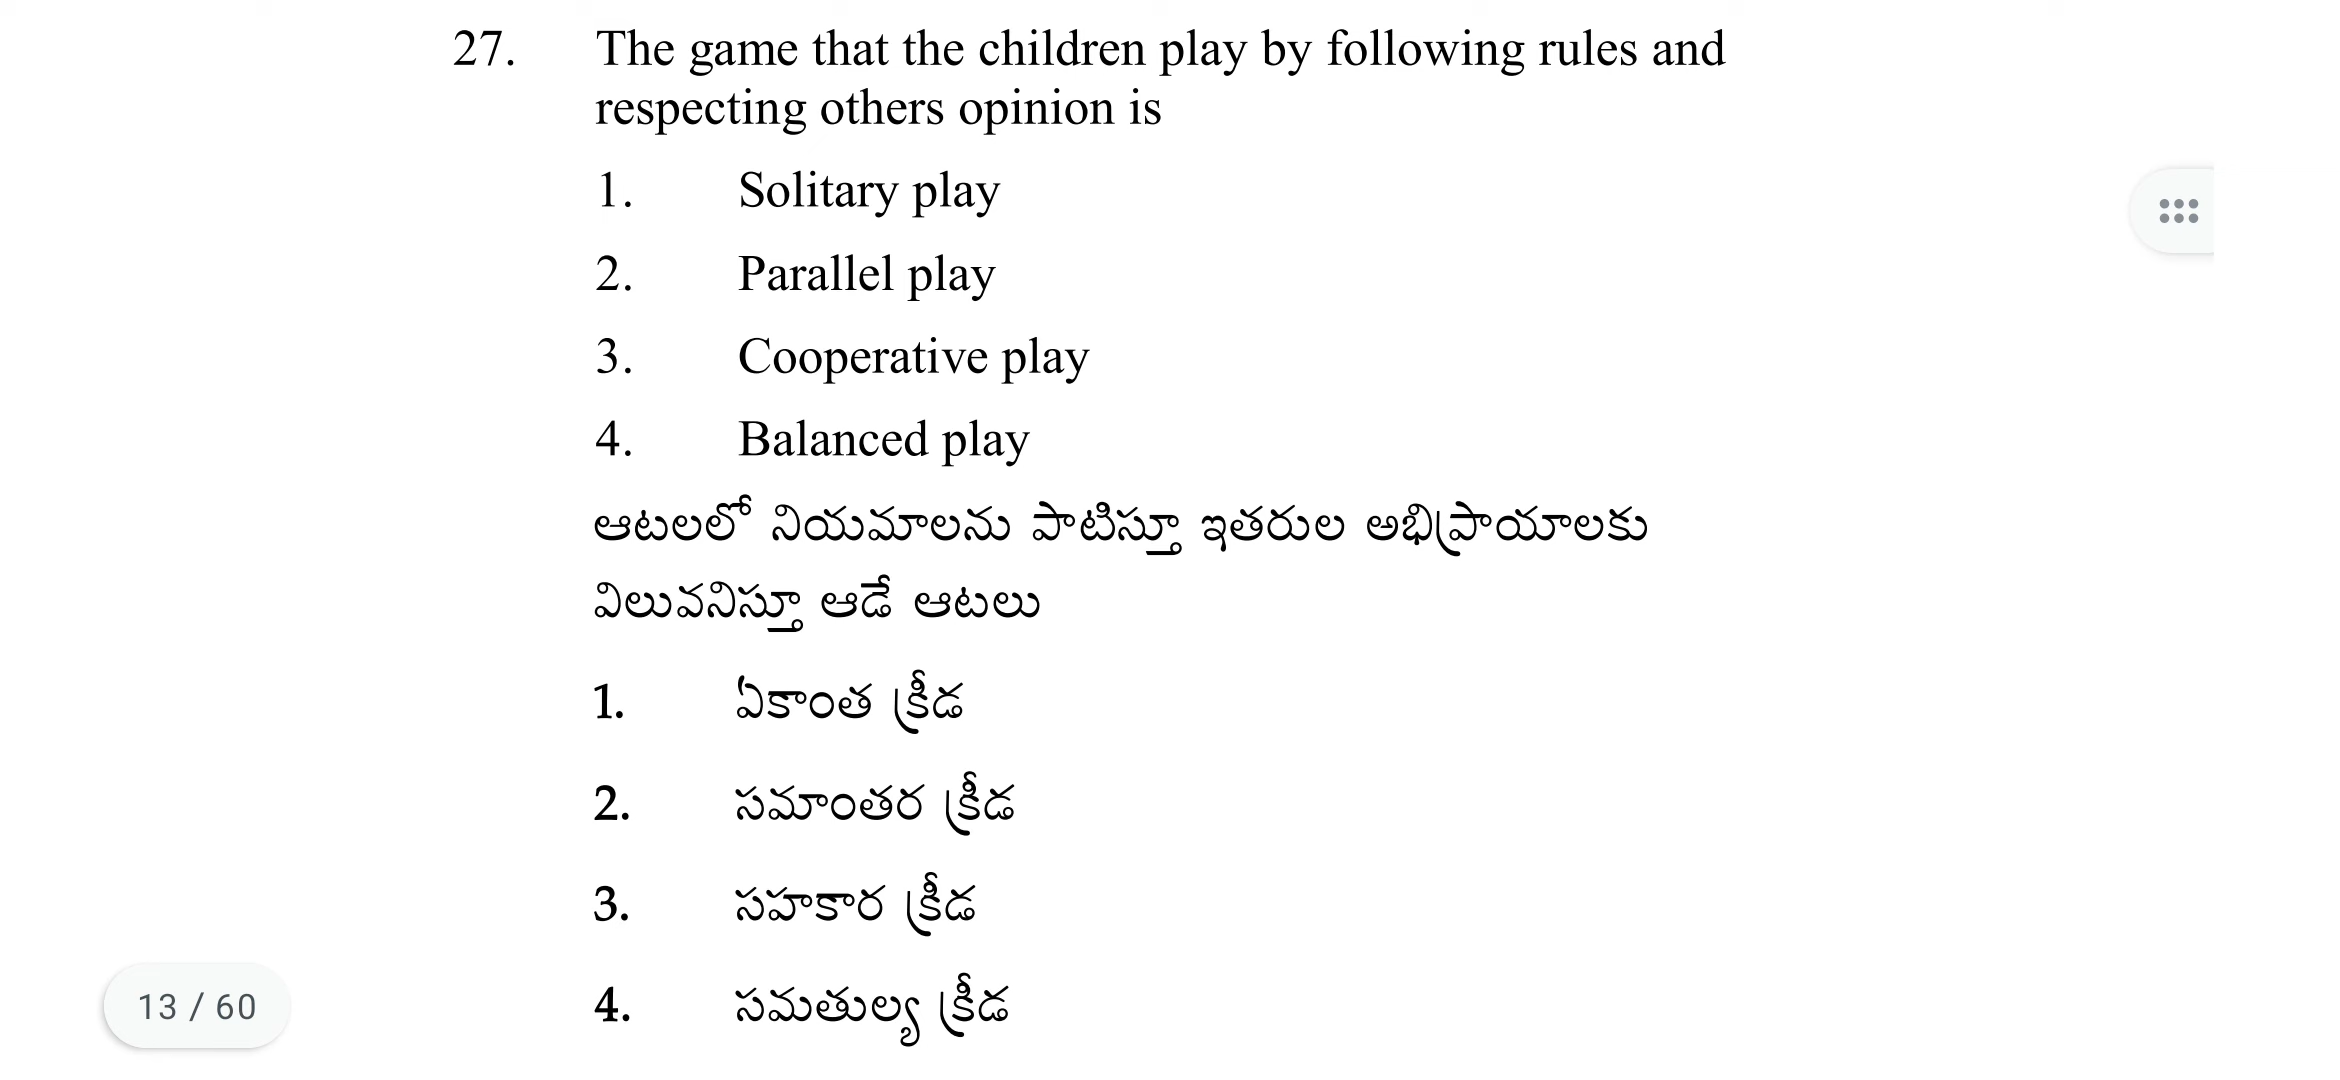 27. The game that the children play by following rules and
respecting others opinion is
1. Solitary play
2. Parallel play
3. Cooperative play
4. Balanced play
ఆటలలో నియమాలను పాటిస్తూ ఇతరుల అభిప్రాయాలకు
విలువనిస్తూ ఆడే ఆటలు
1. ఏకాంత క్రీడ
2. సమాంతర క్రీడ
3. సహకార క్రీడ
4. సమతుల్య క్రీడ
13 / 60